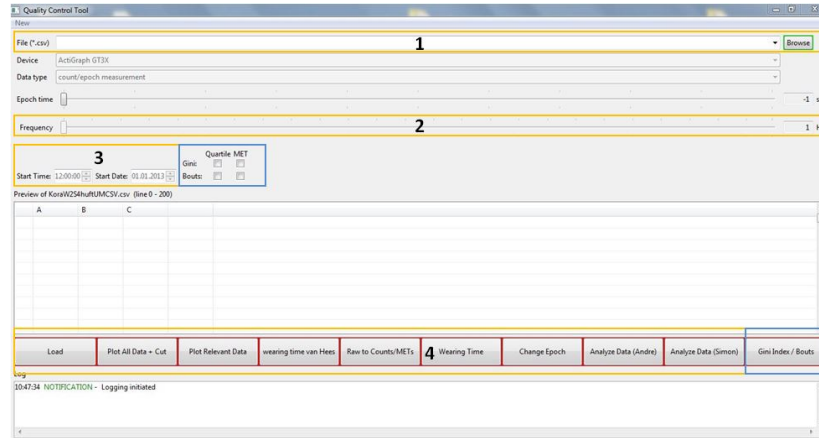 Quality Control Tool
New
File (*.csv) 1 Browse
Device ActiGraph GT3X
Data type count/epoch measurement
Epoch time -1 s
Frequency 2 1 H
3 Quartile MET
Gini:
Start Time: 12:00:00 Start Date: 01.01.2013 Bouts:
Preview of KoraW2S4huftUMCSV.csv (line 0 - 200)
A B C
Load Plot All Data + Cut Plot Relevant Data wearing time van Hees Raw to Counts/METs 4 Wearing Time Change Epoch Analyze Data (Andre) Analyze Data (Simon) Gini Index / Bouts
Log
10:47:34 NOTIFICATION - Logging initiated